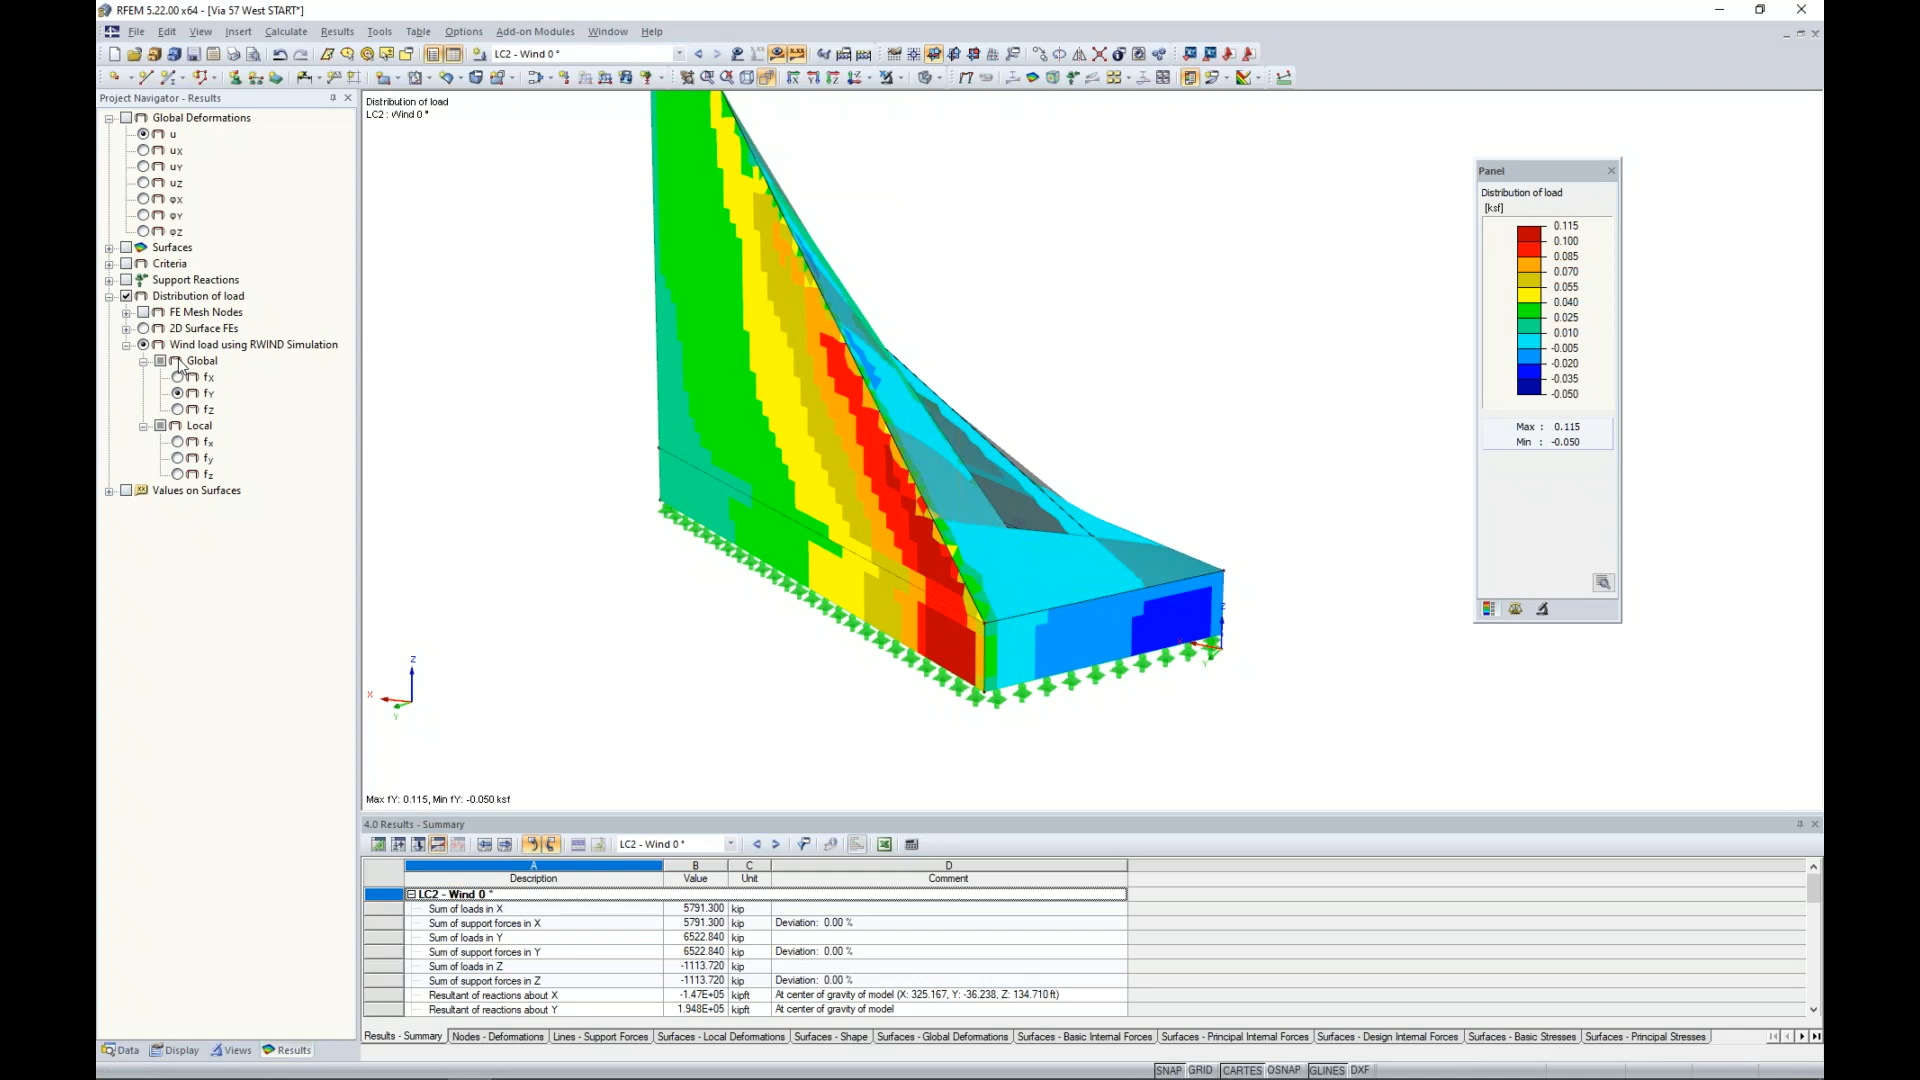 RFEM 5.22.00 x64 - [Via 57 West START*]
File Edit View Insert Calculate Results Tools Table Options Add-on Modules Window Help
LC2 - Wind 0 °
Project Navigator - Results
Global Deformations
u
uX
uY
uZ
φX
φY
φZ
Surfaces
Criteria
Support Reactions
Distribution of load
FE Mesh Nodes
2D Surface FEs
Wind load using RWIND Simulation
Global
fX
fY
fZ
Local
fx
fy
fz
Values on Surfaces
Data Display Views Results
Distribution of load
LC2 : Wind 0 °
Z
X
Y
Z
X
Y
Max fY: 0.115, Min fY: -0.050 ksf
Panel
Distribution of load
[ksf]
0.115
0.100
0.085
0.070
0.055
0.040
0.025
0.010
-0.005
-0.020
-0.035
-0.050
Max : 0.115
Min : -0.050
4.0 Results - Summary
LC2 - Wind 0 °
A B C D
Description Value Unit Comment
LC2 - Wind 0 °
Sum of loads in X 5791.300 kip
Sum of support forces in X 5791.300 kip Deviation: 0.00 %
Sum of loads in Y 6522.840 kip
Sum of support forces in Y 6522.840 kip Deviation: 0.00 %
Sum of loads in Z -1113.720 kip
Sum of support forces in Z -1113.720 kip Deviation: 0.00 %
Resultant of reactions about X -1.47E+05 kipft At center of gravity of model (X: 325.167, Y: -36.238, Z: 134.710 ft)
Resultant of reactions about Y 1.948E+05 kipft At center of gravity of model
Results - Summary Nodes - Deformations Lines - Support Forces Surfaces - Local Deformations Surfaces - Shape Surfaces - Global Deformations Surfaces - Basic Internal Forces Surfaces - Principal Internal Forces Surfaces - Design Internal Forces Surfaces - Basic Stresses Surfaces - Principal Stresses
SNAP GRID CARTES OSNAP GLINES DXF